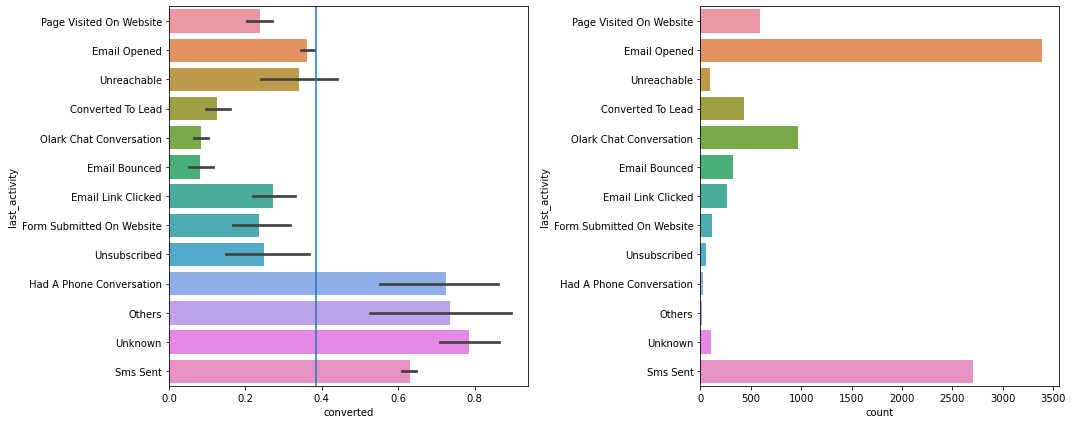 Page Visited On Website
Email Opened
Unreachable
Converted To Lead
Olark Chat Conversation
Email Bounced
Email Link Clicked
Form Submitted On Website
Unsubscribed
Had A Phone Conversation
Others
Unknown
Sms Sent
last_activity
0.0 0.2 0.4 0.6 0.8
converted
Page Visited On Website
Email Opened
Unreachable
Converted To Lead
Olark Chat Conversation
Email Bounced
Email Link Clicked
Form Submitted On Website
Unsubscribed
Had A Phone Conversation
Others
Unknown
Sms Sent
last_activity
0 500 1000 1500 2000 2500 3000 3500
count